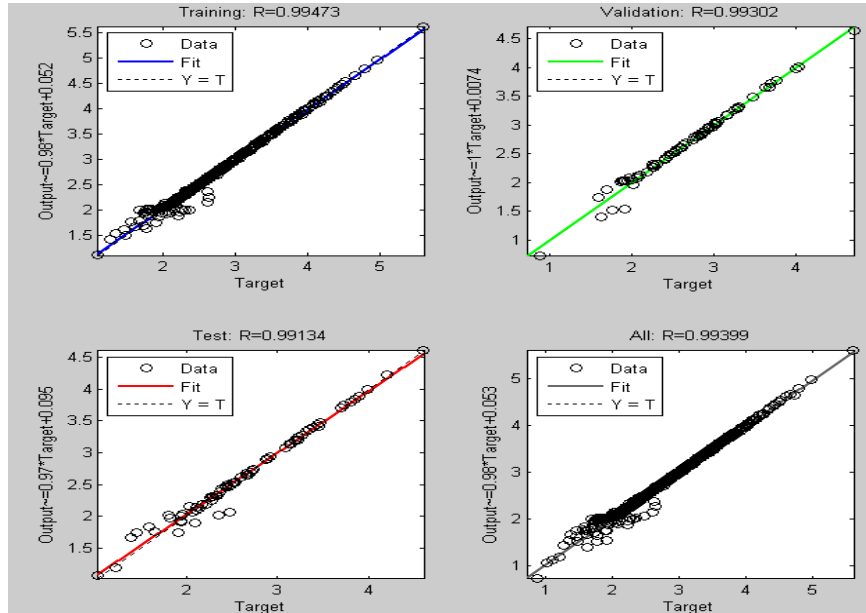 Training: R=0.99473
Output~=0.98*Target+0.052
5.5
5
4.5
4
3.5
3
2.5
2
1.5
Data
Fit
Y = T
2
3
4
5
Target
Validation: R=0.99302
Output~=1*Target+0.0074
4.5
4
3.5
3
2.5
2
1.5
1
Data
Fit
Y = T
1
2
3
4
Target
Test: R=0.99134
Output~=0.97*Target+0.095
4.5
4
3.5
3
2.5
2
1.5
Data
Fit
Y = T
2
3
4
Target
All: R=0.99399
Output~=0.98*Target+0.053
5
4
3
2
1
Data
Fit
Y = T
1
2
3
4
5
Target